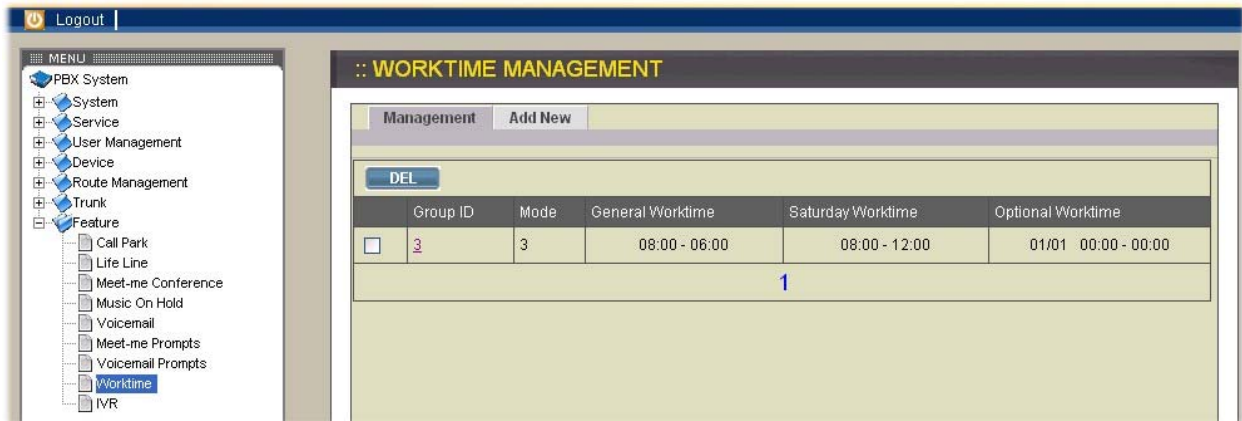 Logout
MENU
PBX System
System
Service
User Management
Device
Route Management
Trunk
Feature
Call Park
Life Line
Meet-me Conference
Music On Hold
Voicemail
Meet-me Prompts
Voicemail Prompts
Worktime
IVR
:: WORKTIME MANAGEMENT
Management Add New
DEL
Group ID Mode General Worktime Saturday Worktime Optional Worktime
3 3 08:00 - 06:00 08:00 - 12:00 01/01 00:00 - 00:00
1